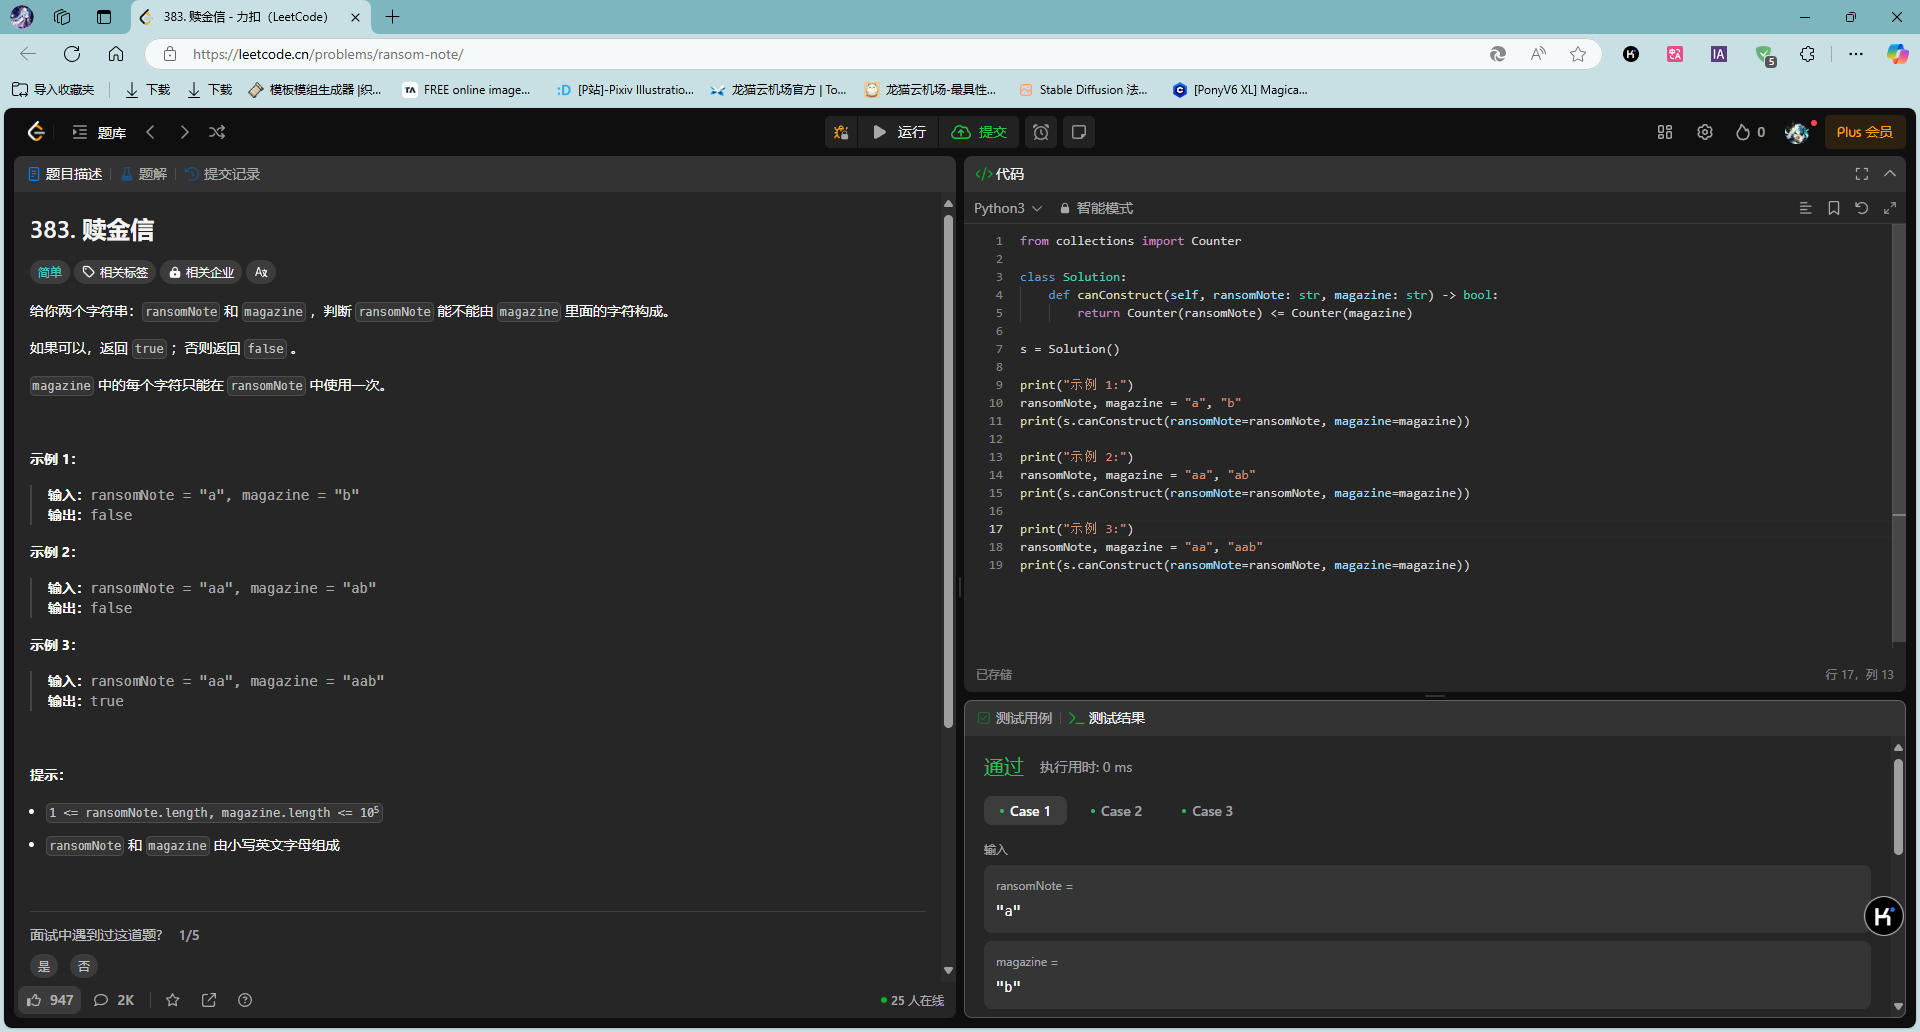 383. 赎金信 - 力扣（LeetCode）
https://leetcode.cn/problems/ransom-note/
5
导入收藏夹
下载
下载
模板模组生成器 |织...
FREE online image...
[P站]-Pixiv Illustratio...
龙猫云机场官方 | To...
龙猫云机场-最具性...
Stable Diffusion 法...
[PonyV6 XL] Magica...
题库
运行
提交
0
Plus 会员
题目描述
题解
提交记录
383. 赎金信
简单
相关标签
相关企业
给你两个字符串：ransomNote 和 magazine ，判断 ransomNote 能不能由 magazine 里面的字符构成。
如果可以，返回 true ；否则返回 false 。
magazine 中的每个字符只能在 ransomNote 中使用一次。
示例 1：
输入：ransomNote = "a", magazine = "b"
输出：false
示例 2：
输入：ransomNote = "aa", magazine = "ab"
输出：false
示例 3：
输入：ransomNote = "aa", magazine = "aab"
输出：true
提示：
1 <= ransomNote.length, magazine.length <= 10⁵
ransomNote 和 magazine 由小写英文字母组成
面试中遇到过这道题? 1/5
是
否
947
2K
25 人在线
代码
Python3
智能模式
1 from collections import Counter
2
3 class Solution:
4     def canConstruct(self, ransomNote: str, magazine: str) -> bool:
5         return Counter(ransomNote) <= Counter(magazine)
6
7 s = Solution()
8
9 print("示例 1:")
10 ransomNote, magazine = "a", "b"
11 print(s.canConstruct(ransomNote=ransomNote, magazine=magazine))
12
13 print("示例 2:")
14 ransomNote, magazine = "aa", "ab"
15 print(s.canConstruct(ransomNote=ransomNote, magazine=magazine))
16
17 print("示例 3:")
18 ransomNote, magazine = "aa", "aab"
19 print(s.canConstruct(ransomNote=ransomNote, magazine=magazine))
已存储
行 17，列 13
测试用例
测试结果
通过
执行用时: 0 ms
Case 1
Case 2
Case 3
输入
ransomNote =
"a"
magazine =
"b"